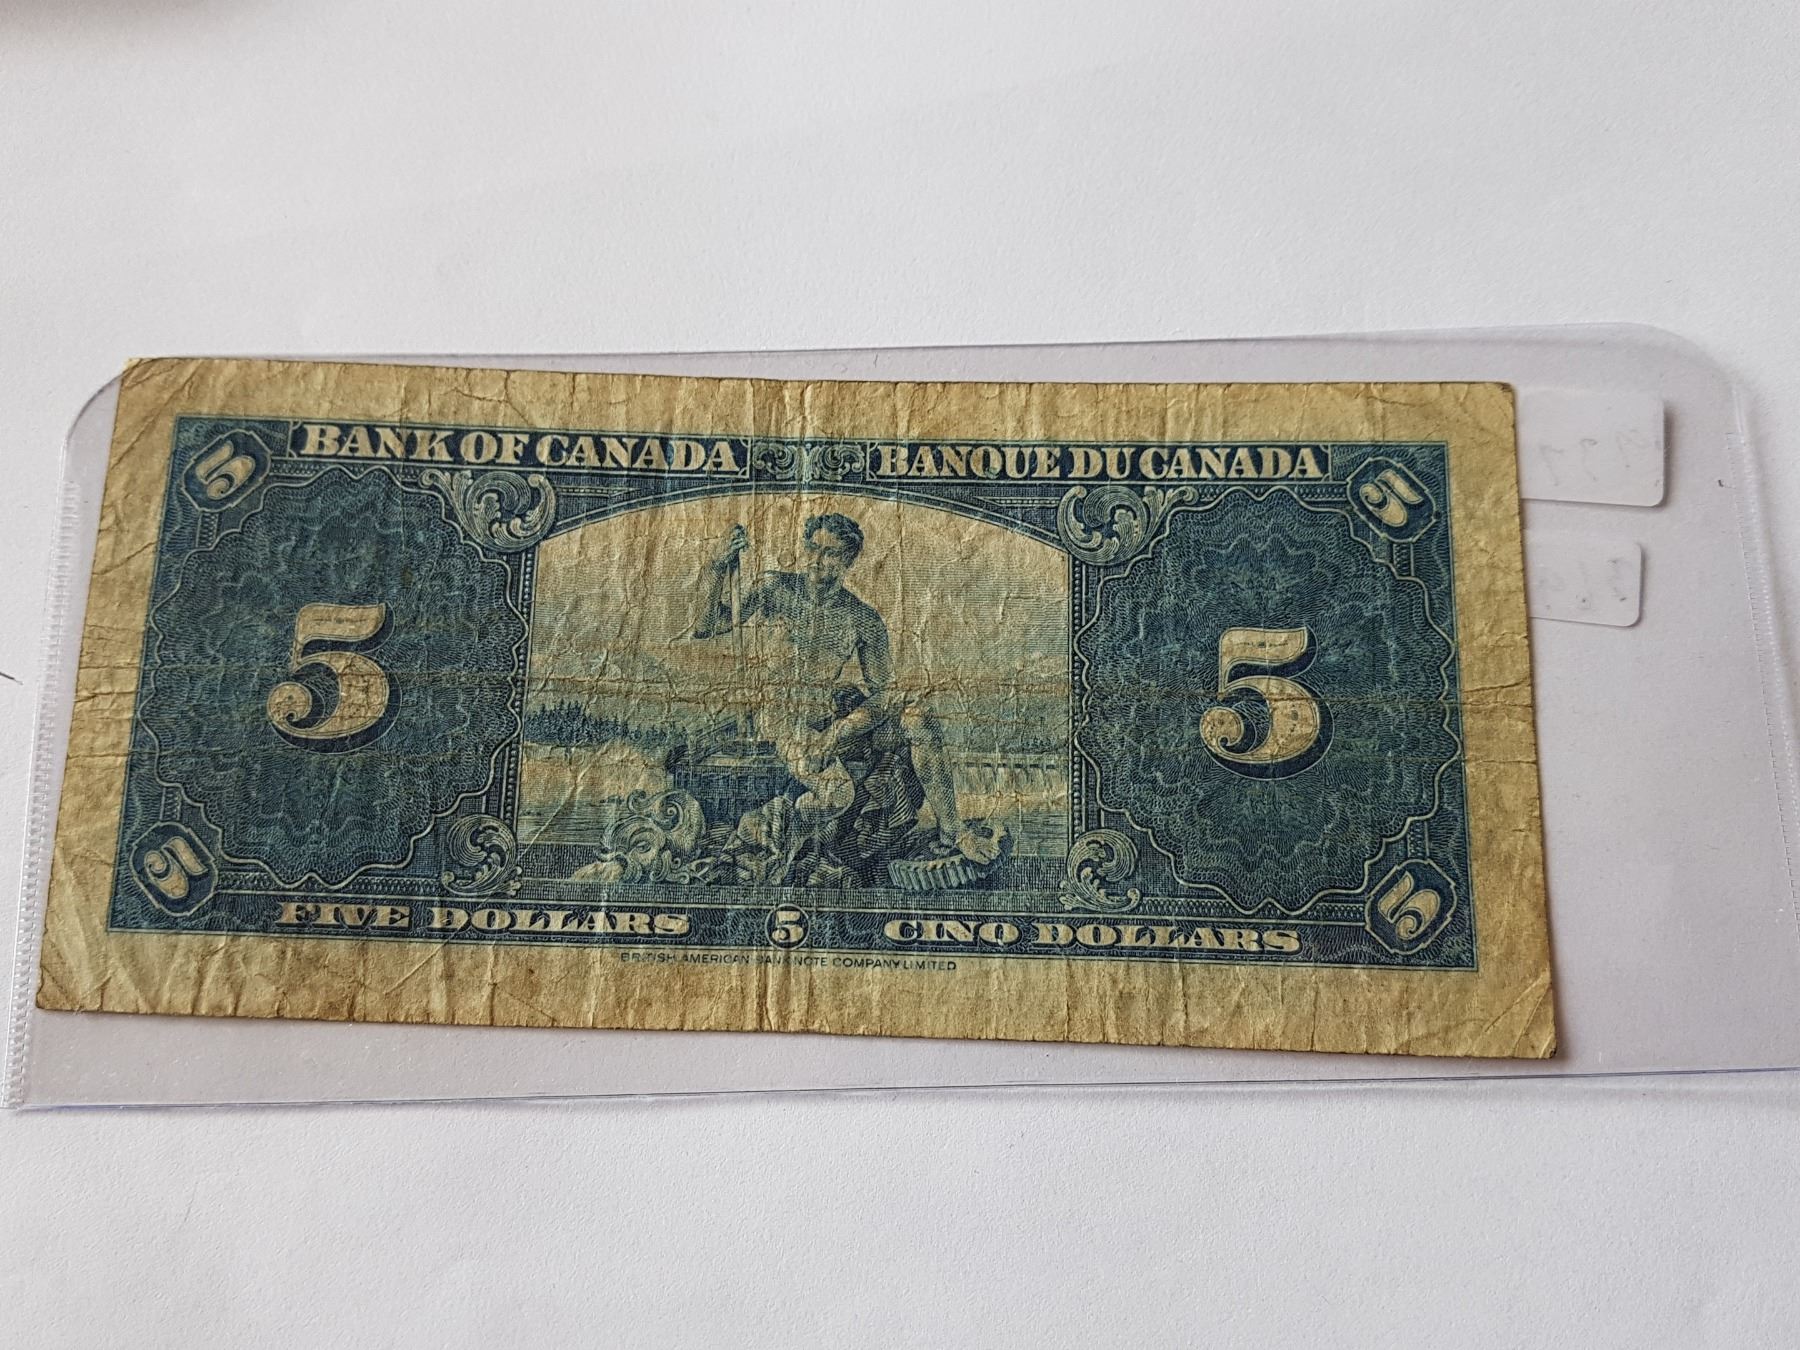 5 BANK OF CANADA BANQUE DU CANADA 5
5 5
5 FIVE DOLLARS 5 CINQ DOLLARS 5
BRITISH AMERICAN BANK NOTE COMPANY LIMITED